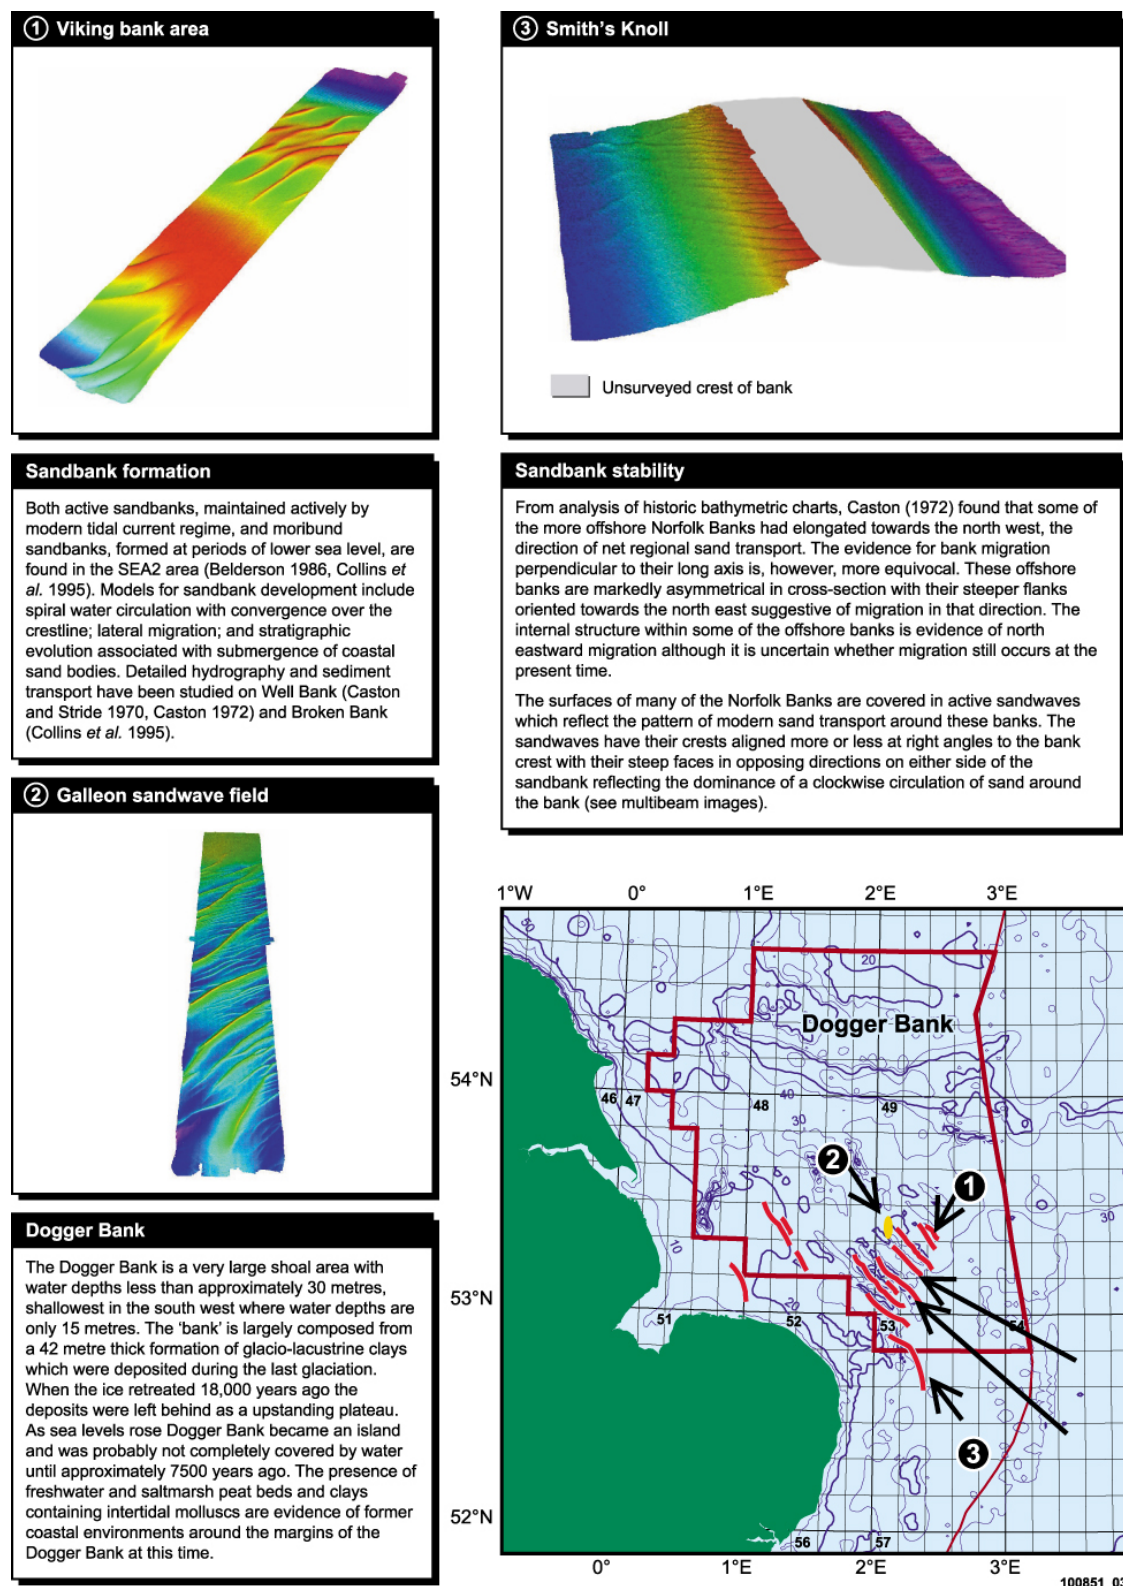 ① Viking bank area
③ Smith's Knoll
Unsurveyed crest of bank
Sandbank formation
Both active sandbanks, maintained actively by
modern tidal current regime, and moribund
sandbanks, formed at periods of lower sea level, are
found in the SEA2 area (Belderson 1986, Collins et
al. 1995). Models for sandbank development include
spiral water circulation with convergence over the
crestline; lateral migration; and stratigraphic
evolution associated with submergence of coastal
sand bodies. Detailed hydrography and sediment
transport have been studied on Well Bank (Caston
and Stride 1970, Caston 1972) and Broken Bank
(Collins et al. 1995).
Sandbank stability
From analysis of historic bathymetric charts, Caston (1972) found that some of
the more offshore Norfolk Banks had elongated towards the north west, the
direction of net regional sand transport. The evidence for bank migration
perpendicular to their long axis is, however, more equivocal. These offshore
banks are markedly asymmetrical in cross-section with their steeper flanks
oriented towards the north east suggestive of migration in that direction. The
internal structure within some of the offshore banks is evidence of north
eastward migration although it is uncertain whether migration still occurs at the
present time.
The surfaces of many of the Norfolk Banks are covered in active sandwaves
which reflect the pattern of modern sand transport around these banks. The
sandwaves have their crests aligned more or less at right angles to the bank
crest with their steep faces in opposing directions on either side of the
sandbank reflecting the dominance of a clockwise circulation of sand around
the bank (see multibeam images).
② Galleon sandwave field
Dogger Bank
The Dogger Bank is a very large shoal area with
water depths less than approximately 30 metres,
shallowest in the south west where water depths are
only 15 metres. The 'bank' is largely composed from
a 42 metre thick formation of glacio-lacustrine clays
which were deposited during the last glaciation.
When the ice retreated 18,000 years ago the
deposits were left behind as a upstanding plateau.
As sea levels rose Dogger Bank became an island
and was probably not completely covered by water
until approximately 7500 years ago. The presence of
freshwater and saltmarsh peat beds and clays
containing intertidal molluscs are evidence of former
coastal environments around the margins of the
Dogger Bank at this time.
1°W 0° 1°E 2°E 3°E
50
20
Dogger Bank
54°N
46 47 48 40 49
30
2
1
30
10
53°N
51 20 52 53 54
3
52°N
56 57
0° 1°E 2°E 3°E
100851_03